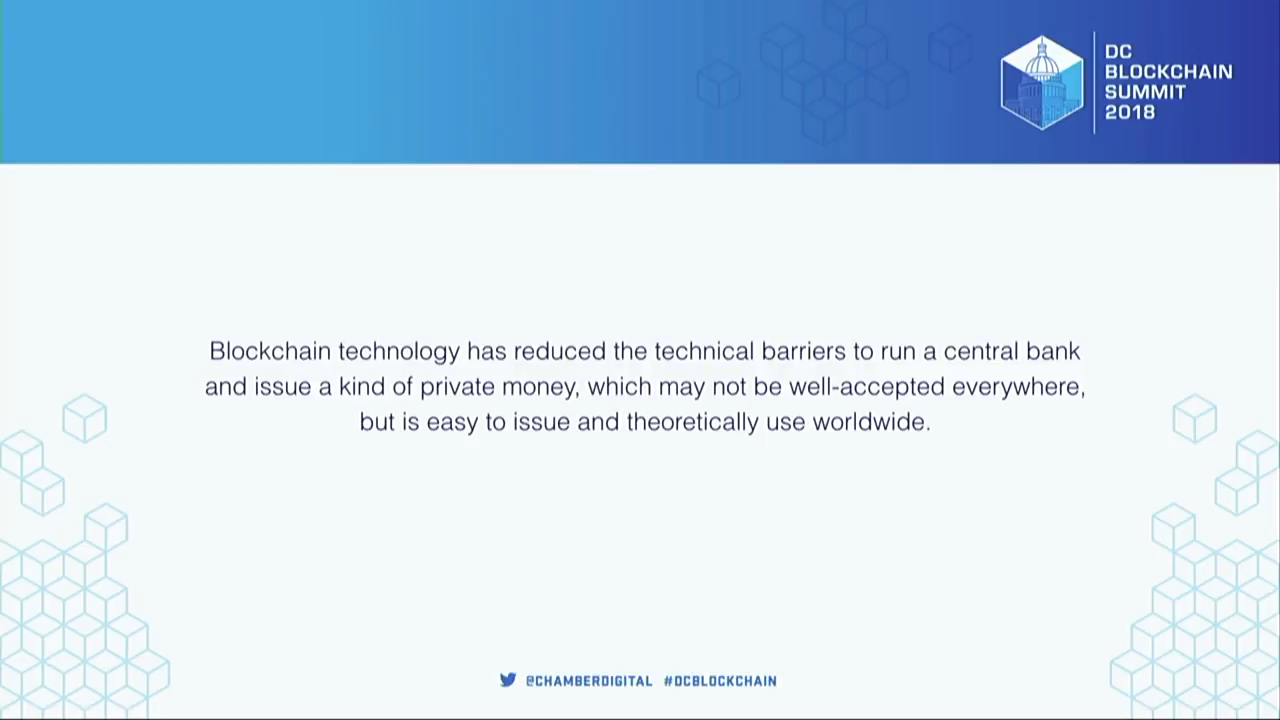 DC
BLOCKCHAIN
SUMMIT
2018
Blockchain technology has reduced the technical barriers to run a central bank
and issue a kind of private money, which may not be well-accepted everywhere,
but is easy to issue and theoretically use worldwide.
@CHAMBERDIGITAL #DCBLOCKCHAIN